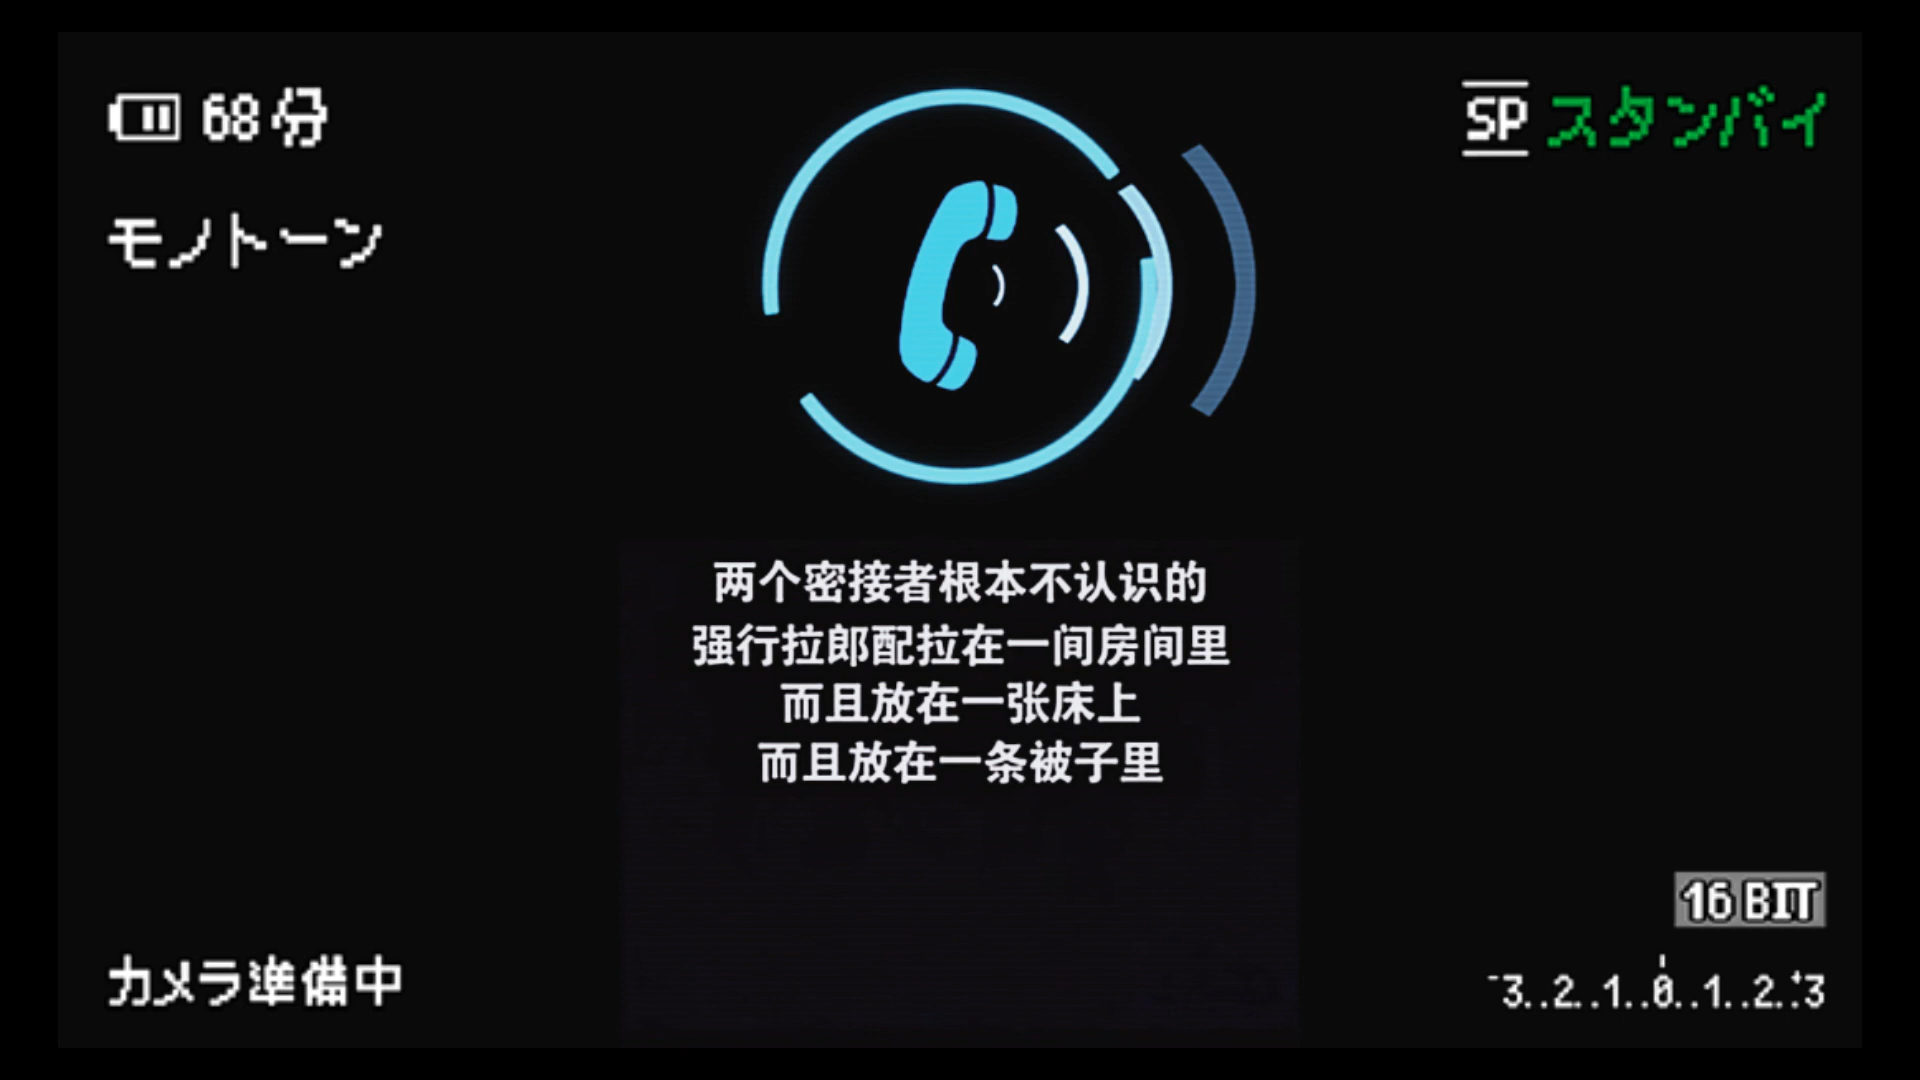 68分
SP スタンバイ
モノトーン
两个密接者根本不认识的
强行拉郎配拉在一间房间里
而且放在一张床上
而且放在一条被子里
16 BIT
カメラ準備中
-3..2..1..0..1..2..+3